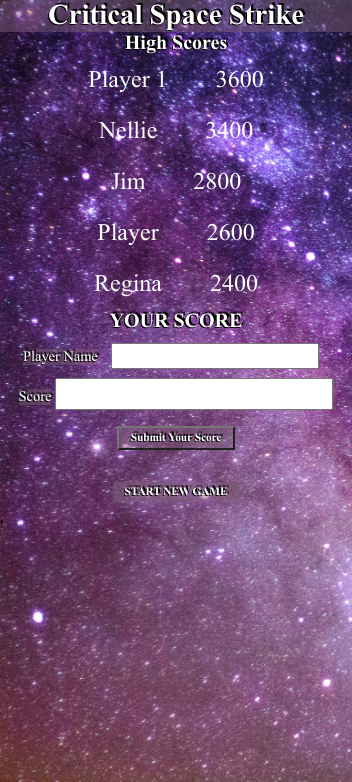 Critical Space Strike
High Scores
Player 1 3600
Nellie 3400
Jim 2800
Player 2600
Regina 2400
YOUR SCORE
Player Name
Score
Submit Your Score
START NEW GAME